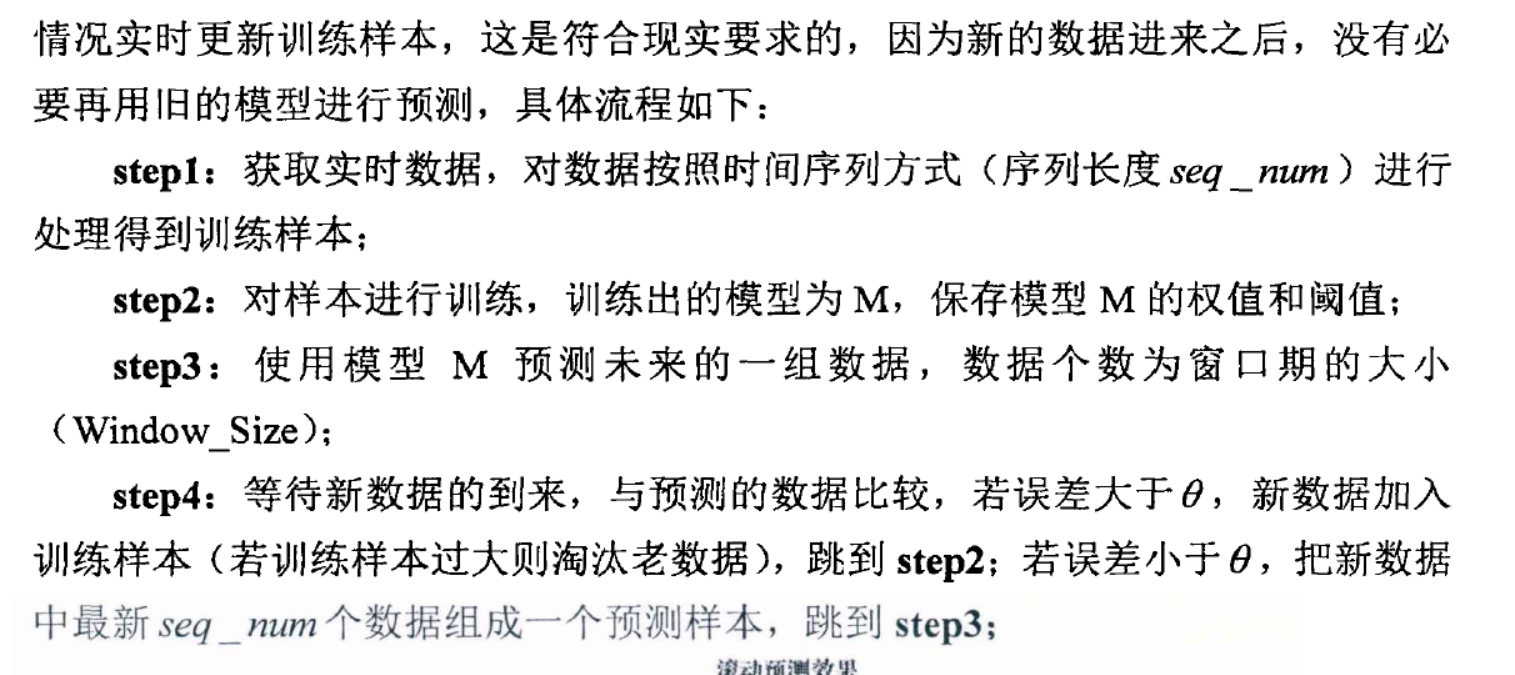 情况实时更新训练样本，这是符合现实要求的，因为新的数据进来之后，没有必
要再用旧的模型进行预测，具体流程如下：
step1：获取实时数据，对数据按照时间序列方式（序列长度 seq _ num）进行
处理得到训练样本；
step2：对样本进行训练，训练出的模型为 M，保存模型 M 的权值和阈值；
step3：使用模型 M 预测未来的一组数据，数据个数为窗口期的大小
（Window_Size）；
step4：等待新数据的到来，与预测的数据比较，若误差大于 θ，新数据加入
训练样本（若训练样本过大则淘汰老数据），跳到 step2；若误差小于 θ，把新数据
中最新 seq _ num 个数据组成一个预测样本，跳到 step3；
滚动预测效果